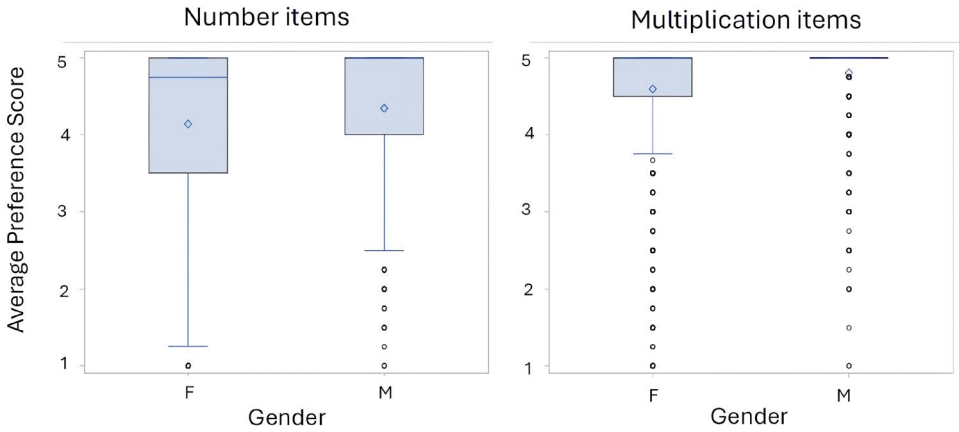 Number items
Average Preference Score
5
4
3
2
1
F
M
Gender
Multiplication items
5
4
3
2
1
F
M
Gender